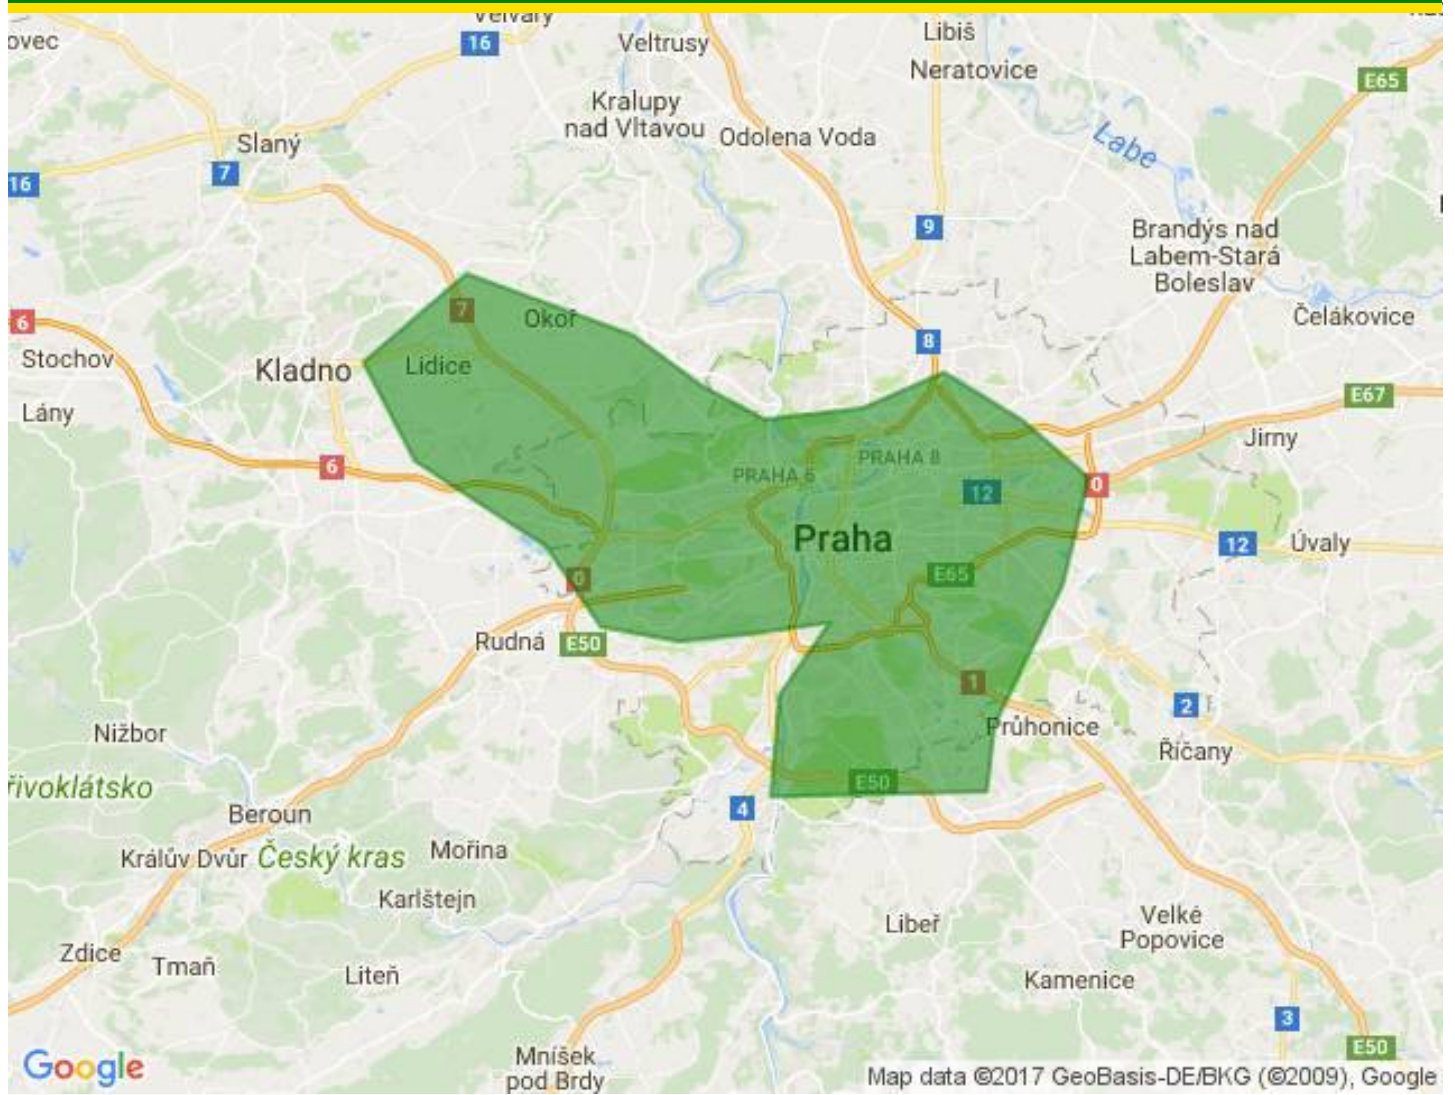 Velvary
ovec
16
Veltrusy
Libiš
Neratovice
E65
Kralupy
nad Vltavou
Odolena Voda
Labe
Slaný
7
16
9
Brandýs nad
Labem-Stará
Boleslav
7
Okoř
Čelákovice
6
8
Stochov
Kladno
Lidice
E67
Lány
Jirny
PRAHA 8
6
PRAHA 6
12
0
Praha
12
Úvaly
0
E65
Rudná
E50
1
2
Nižbor
Průhonice
Říčany
řivoklátsko
E50
Beroun
4
Králův Dvůr
Český kras
Mořina
Karlštejn
Libeř
Velké
Popovice
Zdice
Tmaň
Liteň
Kamenice
3
Mníšek
pod Brdy
E50
Google
Map data ©2017 GeoBasis-DE/BKG (©2009), Google